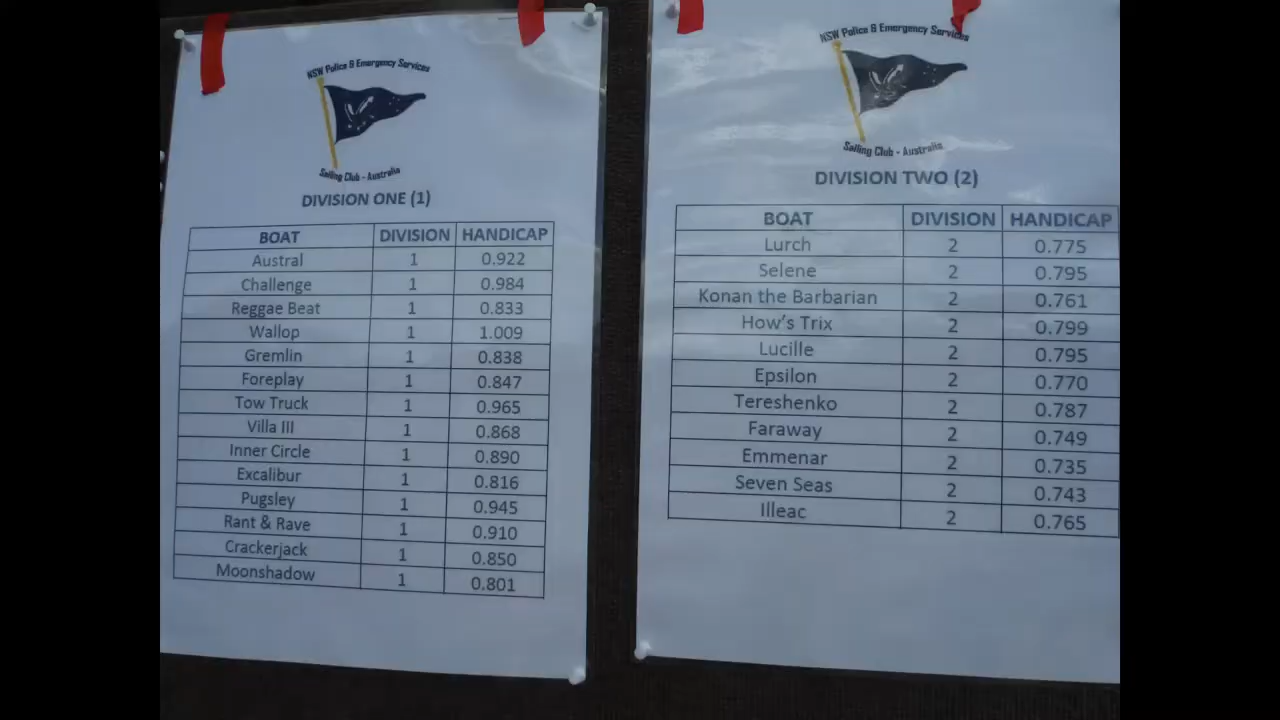 NSW Police & Emergency Services
Sailing Club - Australia
DIVISION ONE (1)
BOAT DIVISION HANDICAP
Austral 1 0.922
Challenge 1 0.984
Reggae Beat 1 0.833
Wallop 1 1.009
Gremlin 1 0.838
Foreplay 1 0.847
Tow Truck 1 0.965
Villa III 1 0.868
Inner Circle 1 0.890
Excalibur 1 0.816
Pugsley 1 0.945
Rant & Rave 1 0.910
Crackerjack 1 0.850
Moonshadow 1 0.801
NSW Police & Emergency Services
Sailing Club - Australia
DIVISION TWO (2)
BOAT DIVISION HANDICAP
Lurch 2 0.775
Selene 2 0.795
Konan the Barbarian 2 0.761
How's Trix 2 0.799
Lucille 2 0.795
Epsilon 2 0.770
Tereshenko 2 0.787
Faraway 2 0.749
Emmenar 2 0.735
Seven Seas 2 0.743
Illeac 2 0.765